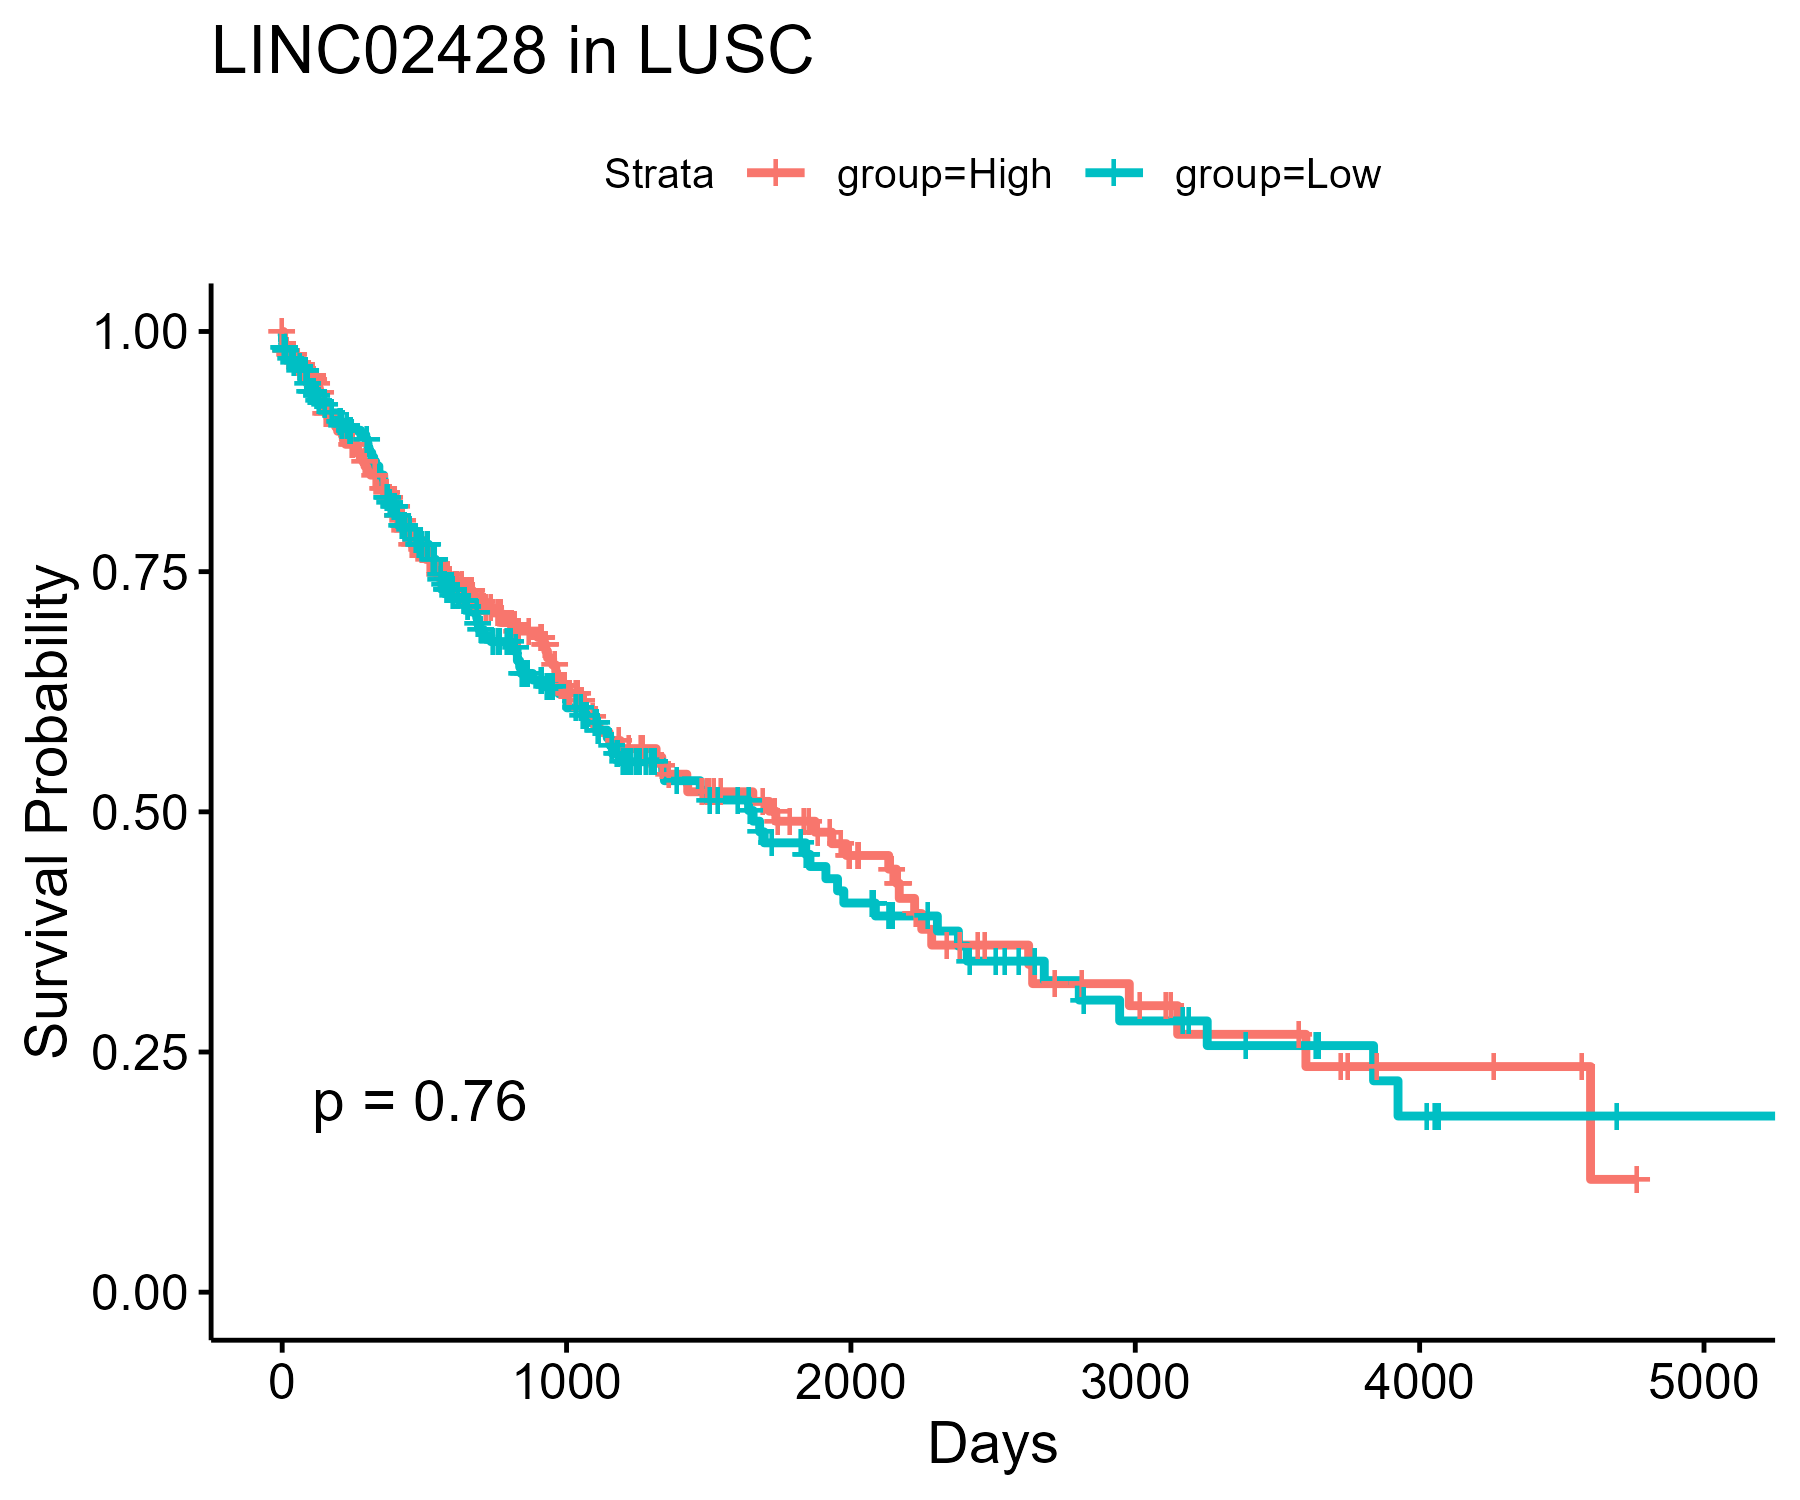 LINC02428 in LUSC
Strata group=High group=Low
Survival Probability
1.00
0.75
0.50
0.25
0.00
p = 0.76
0 1000 2000 3000 4000 5000
Days